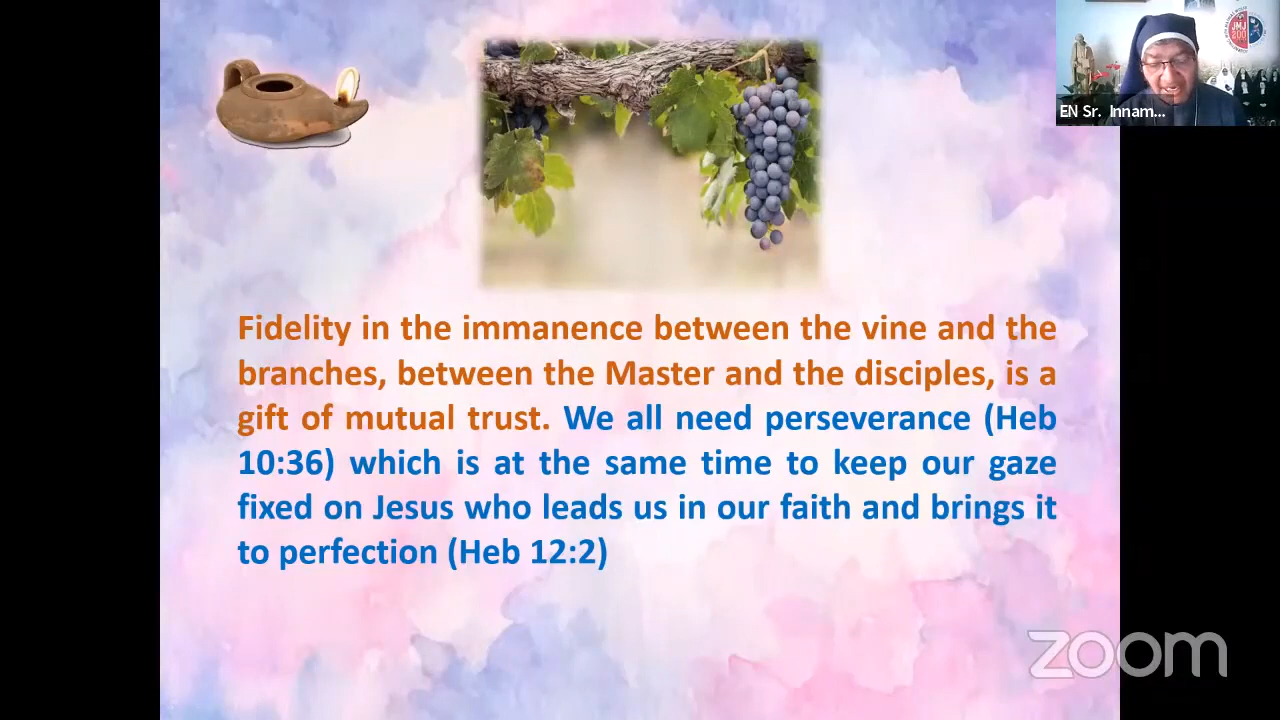 EN Sr. Innam...
JMJ
200
Fidelity in the immanence between the vine and the
branches, between the Master and the disciples, is a
gift of mutual trust. We all need perseverance (Heb
10:36) which is at the same time to keep our gaze
fixed on Jesus who leads us in our faith and brings it
to perfection (Heb 12:2)
zoom